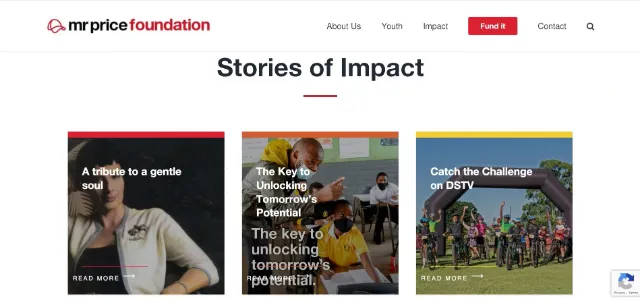 mr price foundation
About Us Youth Impact Fund it Contact
Stories of Impact
A tribute to a gentle
soul
READ MORE
The Key to
Unlocking
Tomorrow's
Potential
The key to
unlocking
tomorrow's
potential.
READ MORE
Catch the Challenge
on DSTV
READ MORE
Privacy - Terms